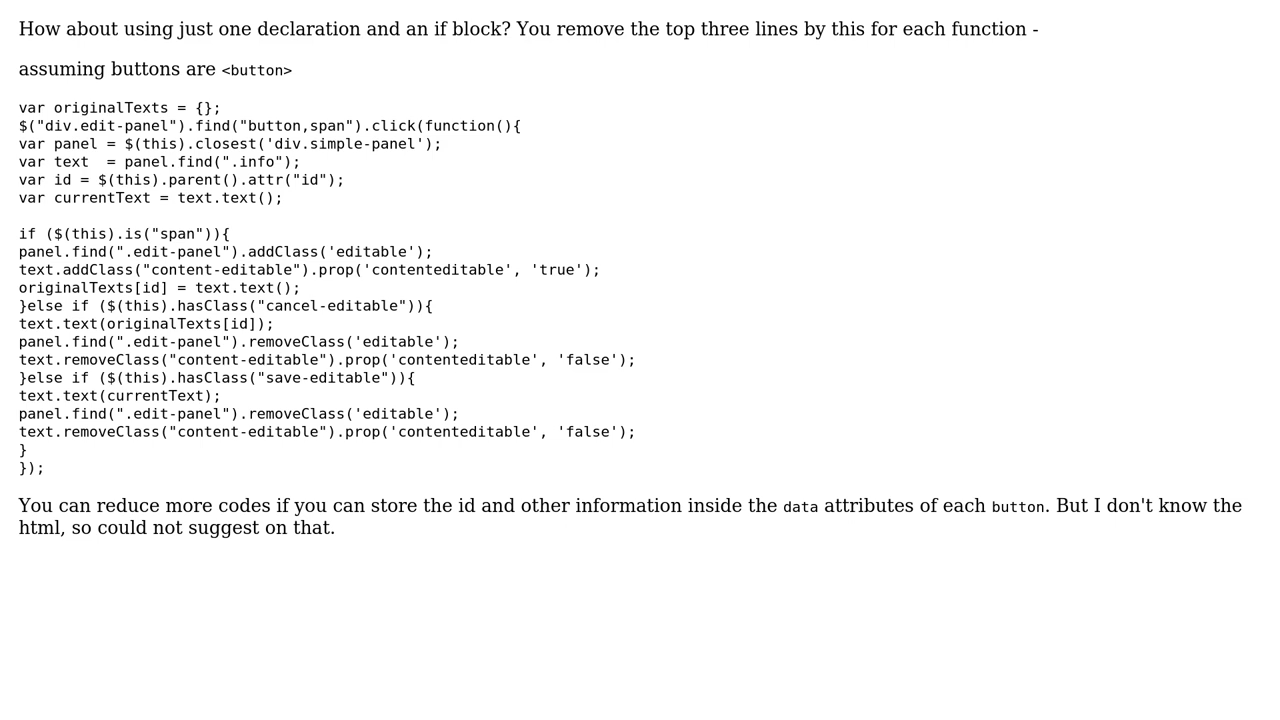 How about using just one declaration and an if block? You remove the top three lines by this for each function -
assuming buttons are <button>
var originalTexts = {};
$("div.edit-panel").find("button,span").click(function(){
var panel = $(this).closest('div.simple-panel');
var text  = panel.find(".info");
var id = $(this).parent().attr("id");
var currentText = text.text();
if ($(this).is("span")){
panel.find(".edit-panel").addClass('editable');
text.addClass("content-editable").prop('contenteditable', 'true');
originalTexts[id] = text.text();
}else if ($(this).hasClass("cancel-editable")){
text.text(originalTexts[id]);
panel.find(".edit-panel").removeClass('editable');
text.removeClass("content-editable").prop('contenteditable', 'false');
}else if ($(this).hasClass("save-editable")){
text.text(currentText);
panel.find(".edit-panel").removeClass('editable');
text.removeClass("content-editable").prop('contenteditable', 'false');
}
});
You can reduce more codes if you can store the id and other information inside the data attributes of each button. But I don't know the
html, so could not suggest on that.